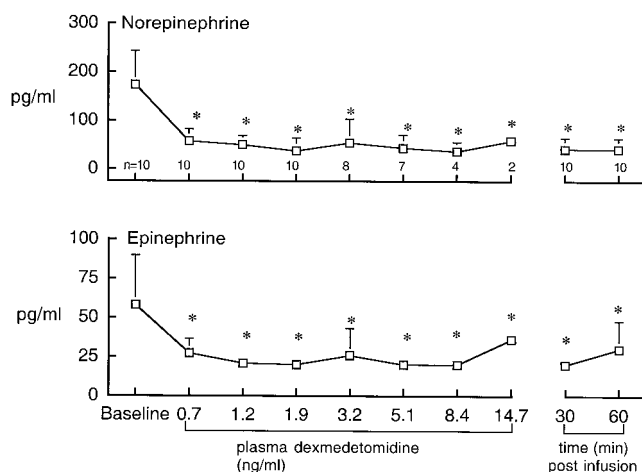 Norepinephrine
300
200
pg/ml
100
0
* * * * * * * * *
n=10 10 10 10 8 7 4 2 10 10
Epinephrine
100
75
pg/ml
50
25
0
* * * * * * * * *
Baseline 0.7 1.2 1.9 3.2 5.1 8.4 14.7 30 60
plasma dexmedetomidine
(ng/ml)
time (min)
post infusion